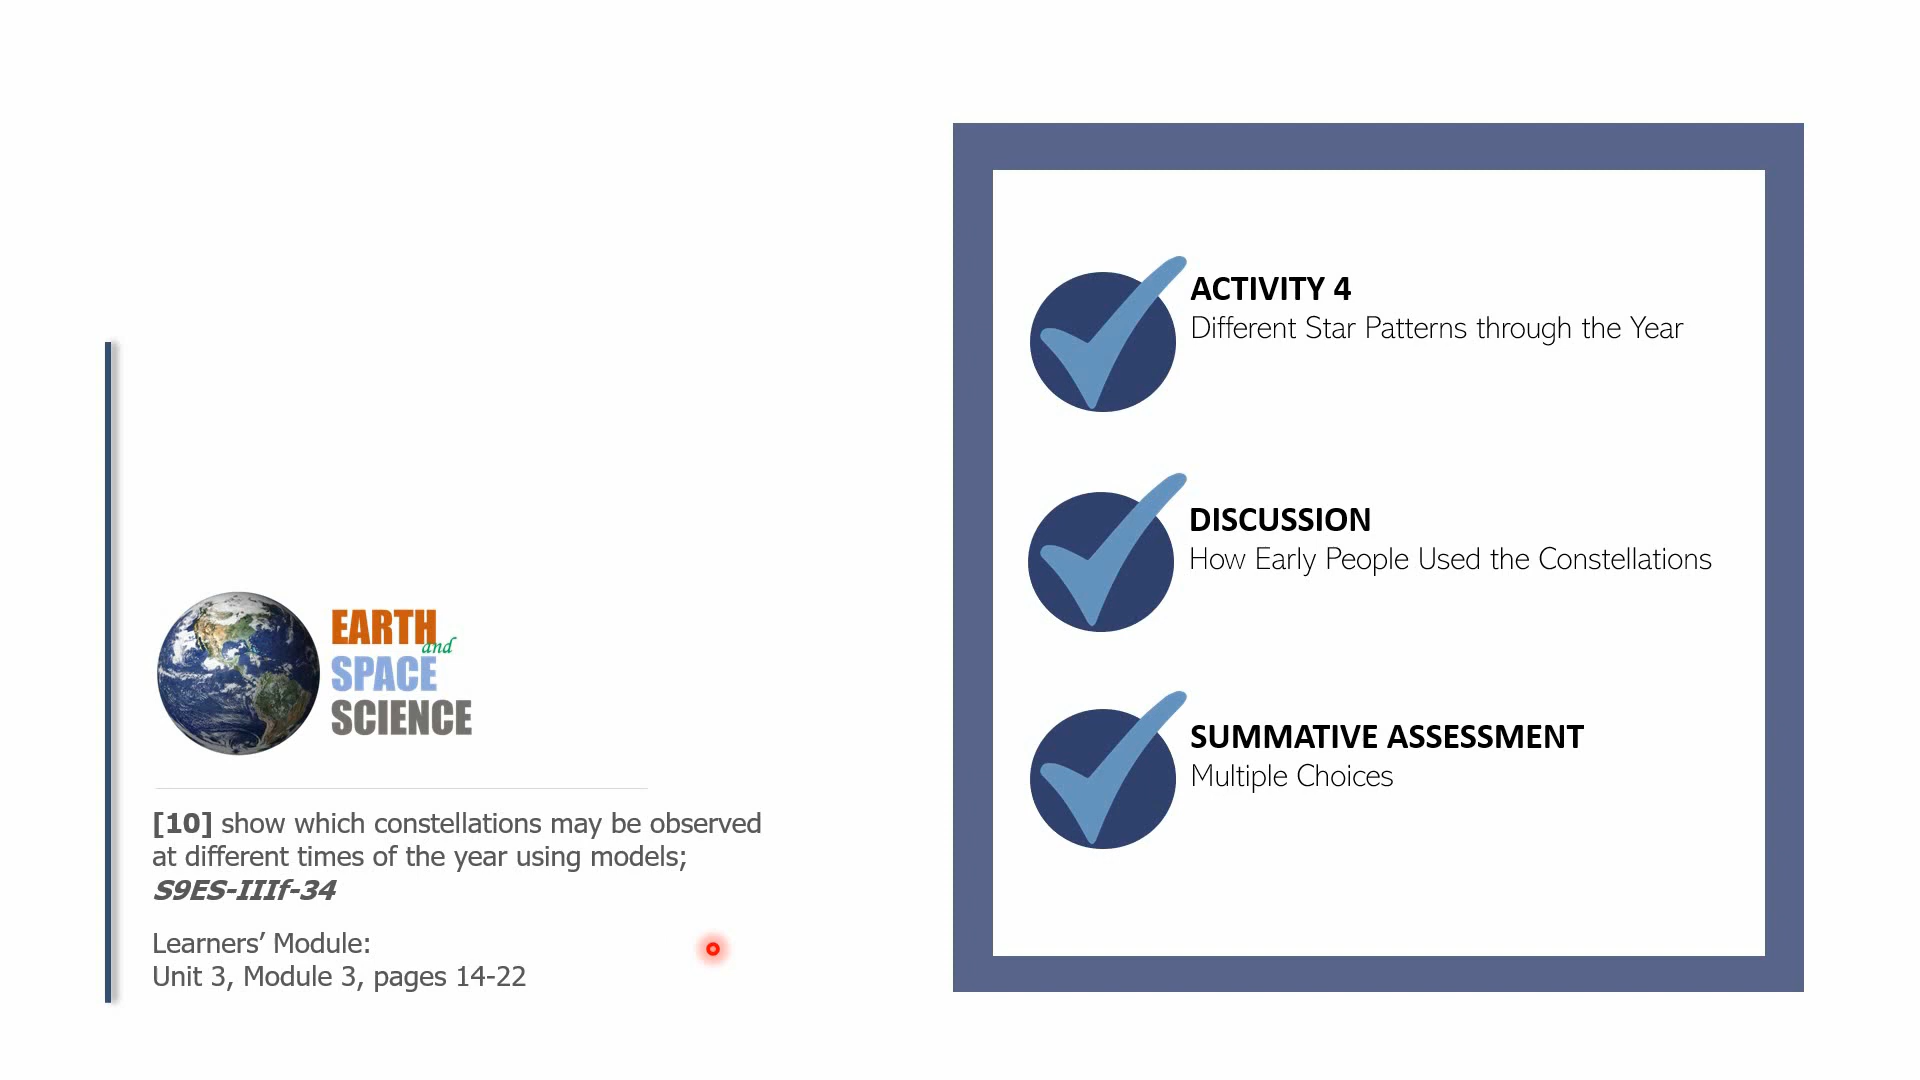 EARTH
and
SPACE
SCIENCE
[10] show which constellations may be observed
at different times of the year using models;
S9ES-IIIf-34
Learners’ Module:
Unit 3, Module 3, pages 14-22
ACTIVITY 4
Different Star Patterns through the Year
DISCUSSION
How Early People Used the Constellations
SUMMATIVE ASSESSMENT
Multiple Choices